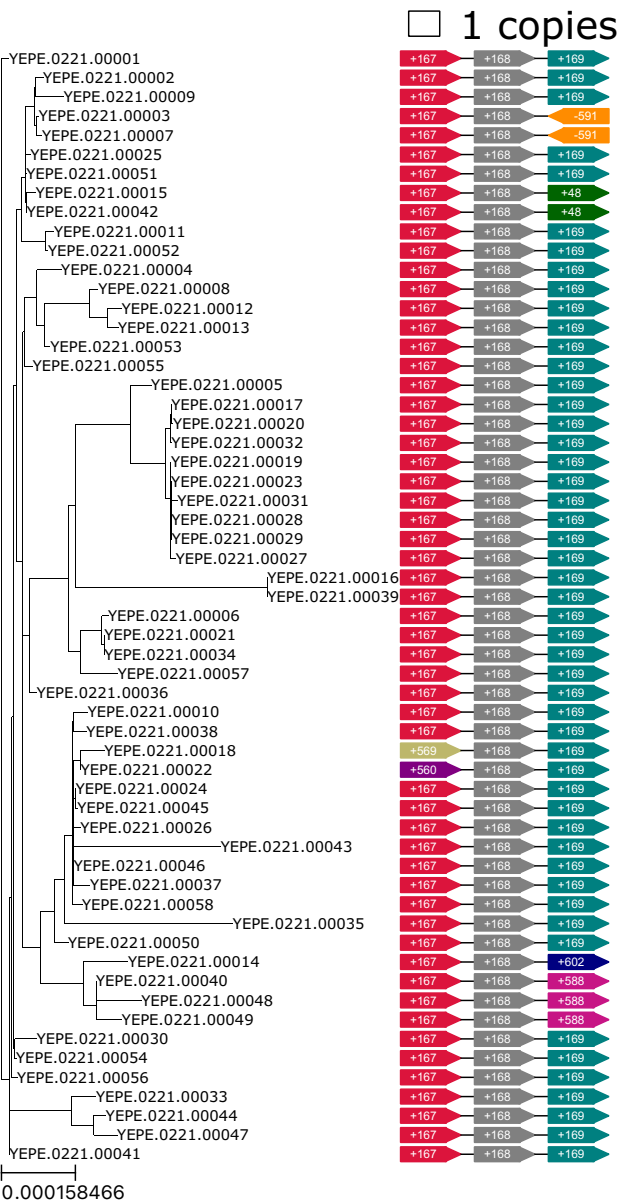 1 copies
YEPE.0221.00001 +167 +168 +169
YEPE.0221.00002 +167 +168 +169
YEPE.0221.00009 +167 +168 +169
YEPE.0221.00003 +167 +168 -591
YEPE.0221.00007 +167 +168 -591
YEPE.0221.00025 +167 +168 +169
YEPE.0221.00051 +167 +168 +169
YEPE.0221.00015 +167 +168 +48
YEPE.0221.00042 +167 +168 +48
YEPE.0221.00011 +167 +168 +169
YEPE.0221.00052 +167 +168 +169
YEPE.0221.00004 +167 +168 +169
YEPE.0221.00008 +167 +168 +169
YEPE.0221.00012 +167 +168 +169
YEPE.0221.00013 +167 +168 +169
YEPE.0221.00053 +167 +168 +169
YEPE.0221.00055 +167 +168 +169
YEPE.0221.00005 +167 +168 +169
YEPE.0221.00017 +167 +168 +169
YEPE.0221.00020 +167 +168 +169
YEPE.0221.00032 +167 +168 +169
YEPE.0221.00019 +167 +168 +169
YEPE.0221.00023 +167 +168 +169
YEPE.0221.00031 +167 +168 +169
YEPE.0221.00028 +167 +168 +169
YEPE.0221.00029 +167 +168 +169
YEPE.0221.00027 +167 +168 +169
YEPE.0221.00016 +167 +168 +169
YEPE.0221.00039 +167 +168 +169
YEPE.0221.00006 +167 +168 +169
YEPE.0221.00021 +167 +168 +169
YEPE.0221.00034 +167 +168 +169
YEPE.0221.00057 +167 +168 +169
YEPE.0221.00036 +167 +168 +169
YEPE.0221.00010 +167 +168 +169
YEPE.0221.00038 +167 +168 +169
YEPE.0221.00018 +569 +168 +169
YEPE.0221.00022 +560 +168 +169
YEPE.0221.00024 +167 +168 +169
YEPE.0221.00045 +167 +168 +169
YEPE.0221.00026 +167 +168 +169
YEPE.0221.00043 +167 +168 +169
YEPE.0221.00046 +167 +168 +169
YEPE.0221.00037 +167 +168 +169
YEPE.0221.00058 +167 +168 +169
YEPE.0221.00035 +167 +168 +169
YEPE.0221.00050 +167 +168 +169
YEPE.0221.00014 +167 +168 +602
YEPE.0221.00040 +167 +168 +588
YEPE.0221.00048 +167 +168 +588
YEPE.0221.00049 +167 +168 +588
YEPE.0221.00030 +167 +168 +169
YEPE.0221.00054 +167 +168 +169
YEPE.0221.00056 +167 +168 +169
YEPE.0221.00033 +167 +168 +169
YEPE.0221.00044 +167 +168 +169
YEPE.0221.00047 +167 +168 +169
YEPE.0221.00041 +167 +168 +169
0.000158466